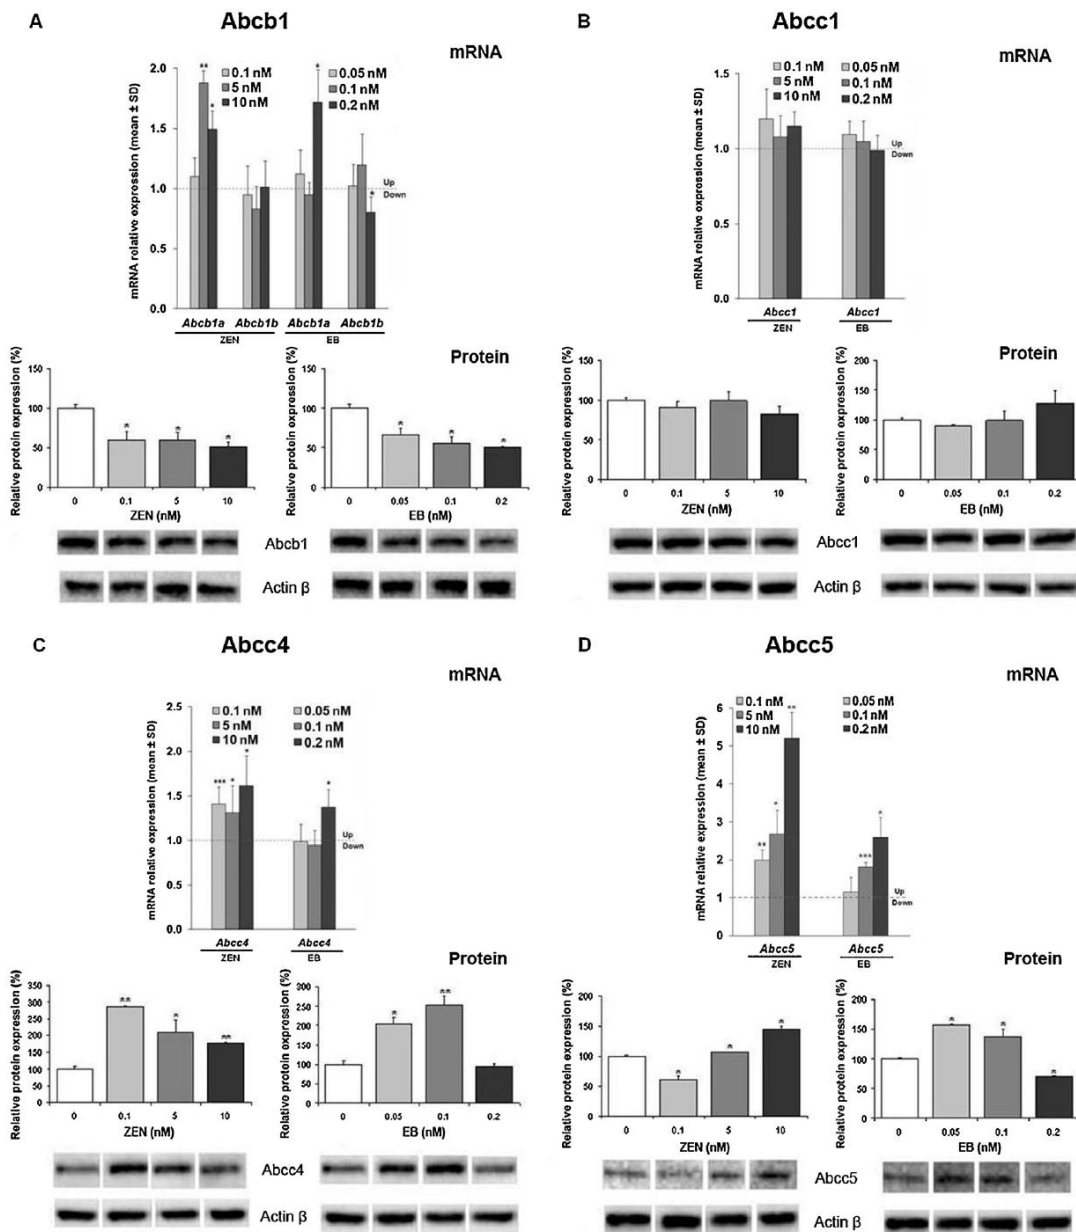 A
Abcb1
mRNA
mRNA relative expression (mean ± SD)
2.0
1.5
1.0
0.5
0.0
** 0.1 nM * 0.05 nM
5 nM 0.1 nM
* 10 nM 0.2 nM
*
Up
Down
Abcb1a Abcb1b Abcb1a Abcb1b
ZEN EB
Protein
Relative protein expression (%)
150
100
50
0
* * *
0 0.1 5 10
ZEN (nM)
Relative protein expression (%)
150
100
50
0
* * *
0 0.05 0.1 0.2
EB (nM)
Abcb1
Actin β
B
Abcc1
mRNA
mRNA relative expression (mean ± SD)
1.5
1.0
0.5
0.0
0.1 nM 0.05 nM
5 nM 0.1 nM
10 nM 0.2 nM
Up
Down
Abcc1 Abcc1
ZEN EB
Protein
Relative protein expression (%)
150
100
50
0
0 0.1 5 10
ZEN (nM)
Relative protein expression (%)
200
150
100
50
0
0 0.05 0.1 0.2
EB (nM)
Abcc1
Actin β
C
Abcc4
mRNA
mRNA relative expression (mean ± SD)
2.5
2.0
1.5
1.0
0.5
0.0
0.1 nM 0.05 nM
5 nM 0.1 nM
10 nM 0.2 nM
*** * * *
Up
Down
Abcc4 Abcc4
ZEN EB
Protein
Relative protein expression (%)
350
300
250
200
150
100
50
0
** * **
0 0.1 5 10
ZEN (nM)
Relative protein expression (%)
300
250
200
150
100
50
0
* **
0 0.05 0.1 0.2
EB (nM)
Abcc4
Actin β
D
Abcc5
mRNA
mRNA relative expression (mean ± SD)
6
5
4
3
2
1
0
0.1 nM 0.05 nM
5 nM ** 0.1 nM
10 nM 0.2 nM
** * *** *
Up
Down
Abcc5 Abcc5
ZEN EB
Protein
Relative protein expression (%)
200
150
100
50
0
* * *
0 0.1 5 10
ZEN (nM)
Relative protein expression (%)
200
150
100
50
0
* * *
0 0.05 0.1 0.2
EB (nM)
Abcc5
Actin β